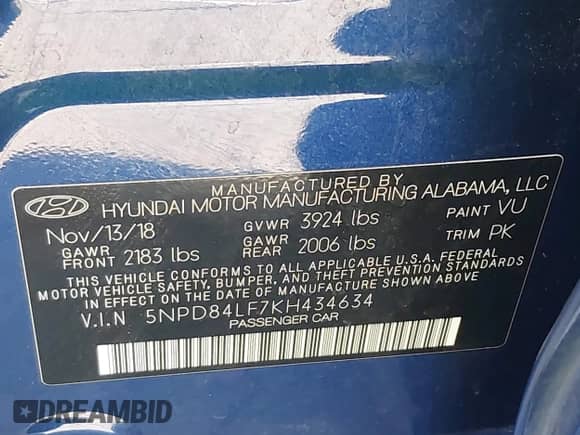 MANUFACTURED BY
HYUNDAI MOTOR MANUFACTURING ALABAMA, LLC
Nov/13/18 GVWR 3924 lbs PAINT VU
GAWR FRONT 2183 lbs GAWR REAR 2006 lbs TRIM PK
THIS VEHICLE CONFORMS TO ALL APPLICABLE U.S.A. FEDERAL
MOTOR VEHICLE SAFETY, BUMPER, AND THEFT PREVENTION STANDARDS
IN EFFECT ON THE DATE OF MANUFACTURE SHOWN ABOVE
V.I.N 5NPD84LF7KH434634
PASSENGER CAR
DREAMBID